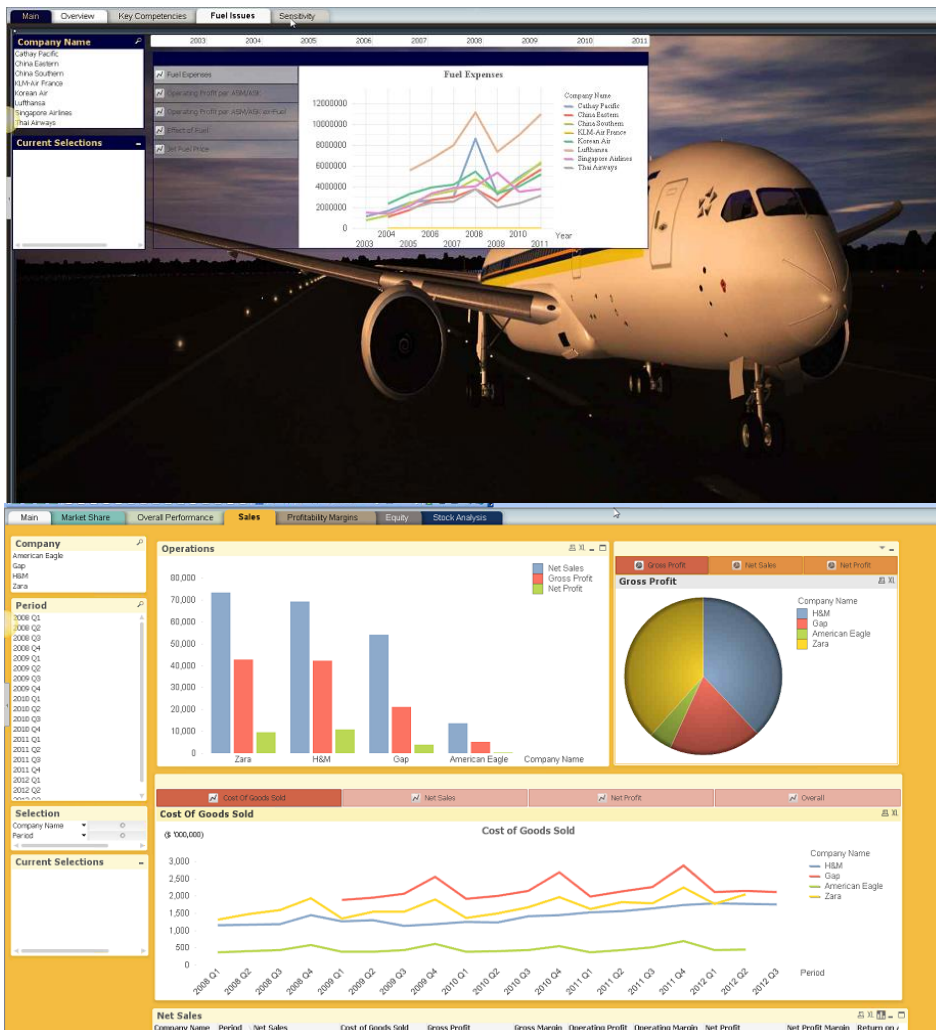 Main Overview Key Competencies Fuel Issues Sensitivity
Company Name
Cathay Pacific
China Eastern
China Southern
KLM-Air France
Korean Air
Lufthansa
Singapore Airlines
Thai Airways
Current Selections
2003 2004 2005 2006 2007 2008 2009 2010 2011
Fuel Expenses
Operating Profit per ASM/ASK
Operating Profit per ASM/ASK ex-Fuel
Effect of Fuel
Jet Fuel Price
Fuel Expenses
12000000
10000000
8000000
6000000
4000000
2000000
0
2004 2006 2008 2010
2003 2005 2007 2009 2011
Year
Company Name
Cathay Pacific
China Eastern
China Southern
KLM-Air France
Korean Air
Lufthansa
Singapore Airlines
Thai Airways
Main Market Share Overall Performance Sales Profitability Margins Equity Stock Analysis
Company
American Eagle
Gap
H&M
Zara
Period
2008 Q1
2008 Q2
2008 Q3
2008 Q4
2009 Q1
2009 Q2
2009 Q3
2009 Q4
2010 Q1
2010 Q2
2010 Q3
2010 Q4
2011 Q1
2011 Q2
2011 Q3
2011 Q4
2012 Q1
2012 Q2
Selection
Company Name
Period
Current Selections
Operations
XL
80,000
70,000
60,000
50,000
40,000
30,000
20,000
10,000
0
Zara H&M Gap American Eagle Company Name
Net Sales
Gross Profit
Net Profit
Gross Profit Net Sales Net Profit
Gross Profit
XL
Company Name
H&M
Gap
American Eagle
Zara
Cost Of Goods Sold Net Sales Net Profit Overall
Cost Of Goods Sold
XL
($ '000,000)
Cost of Goods Sold
3,000
2,500
2,000
1,500
1,000
500
0
2008 Q1 2008 Q2 2008 Q3 2008 Q4 2009 Q1 2009 Q2 2009 Q3 2009 Q4 2010 Q1 2010 Q2 2010 Q3 2010 Q4 2011 Q1 2011 Q2 2011 Q3 2011 Q4 2012 Q1 2012 Q2 2012 Q3
Period
Company Name
H&M
Gap
American Eagle
Zara
Net Sales
XL
Company Name Period Net Sales Cost of Goods Sold Gross Profit Gross Margin Operating Profit Operating Margin Net Profit Net Profit Margin Return on